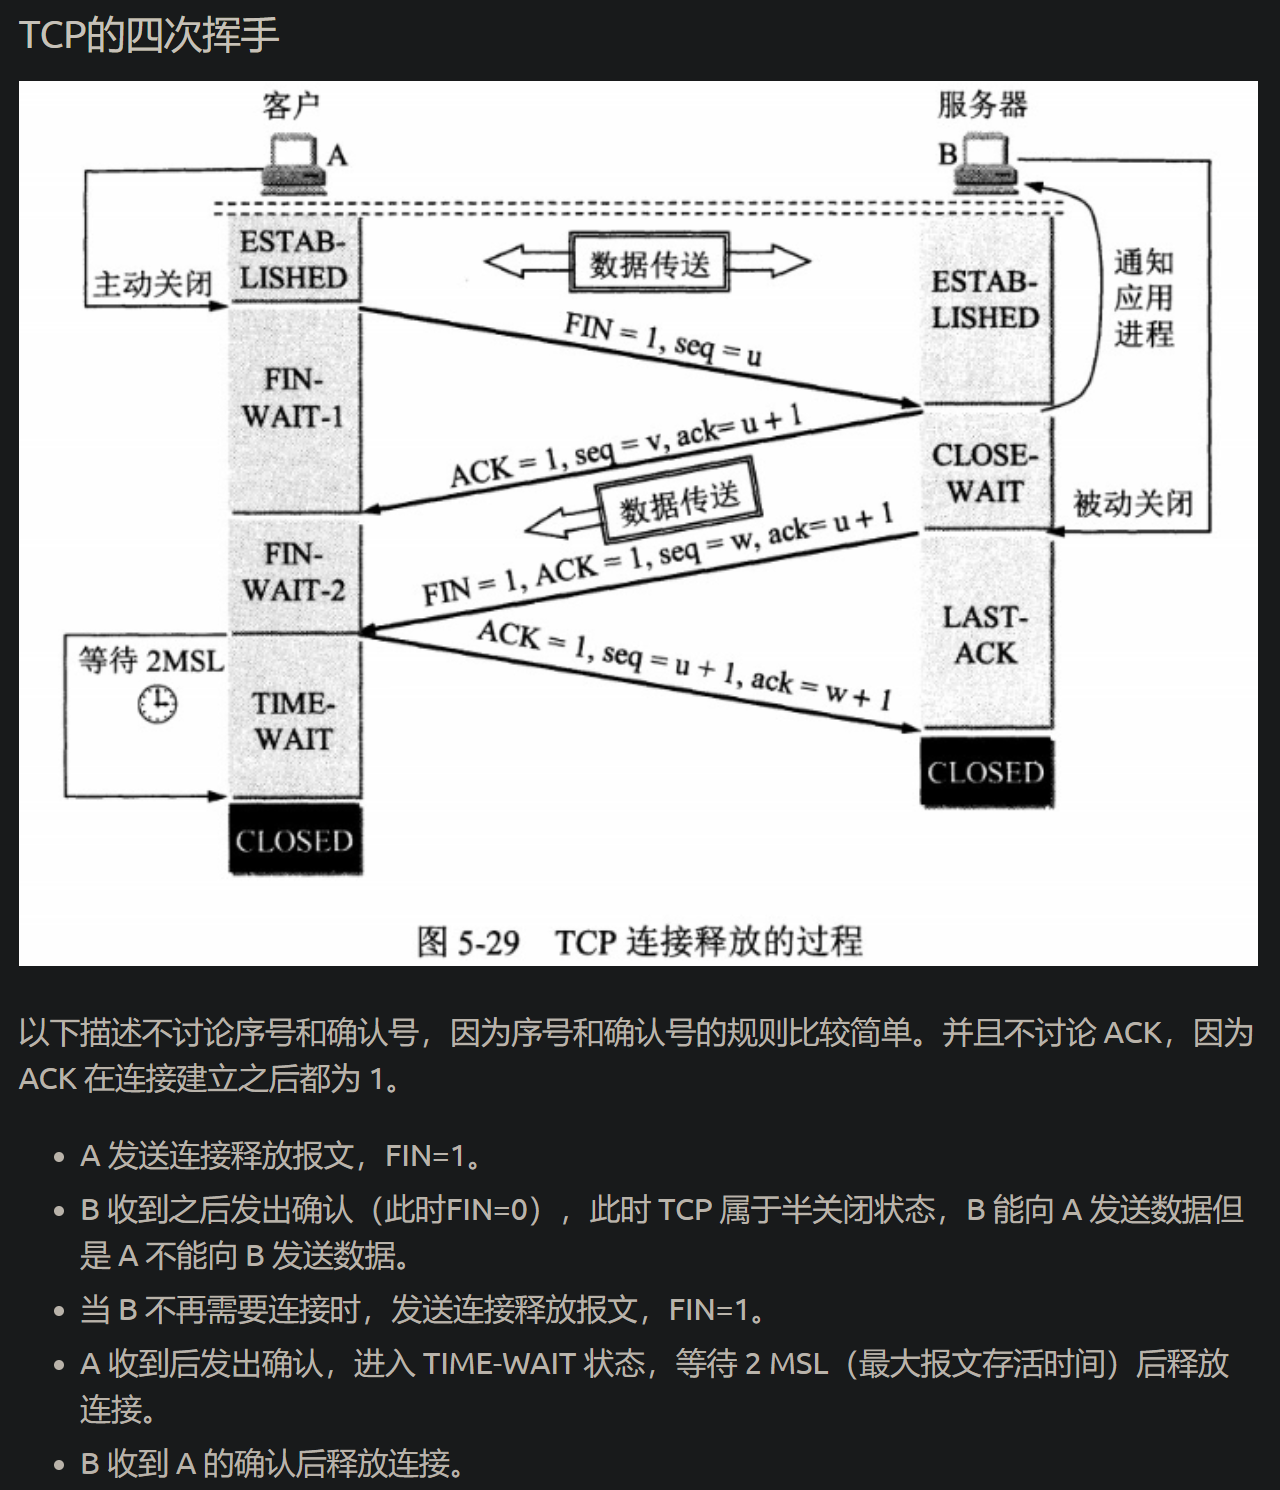 TCP的四次挥手
客户
服务器
A
B
ESTAB-
LISHED
数据传送
ESTAB-
LISHED
通知
应用
进程
主动关闭
FIN = 1, seq = u
FIN-
WAIT-1
ACK = 1, seq = v, ack= u + 1
CLOSE-
WAIT
数据传送
被动关闭
FIN-
WAIT-2
FIN = 1, ACK = 1, seq = w, ack= u + 1
LAST-
ACK
ACK = 1, seq = u + 1, ack = w + 1
等待 2MSL
TIME-
WAIT
CLOSED
CLOSED
图 5-29 TCP 连接释放的过程
以下描述不讨论序号和确认号，因为序号和确认号的规则比较简单。并且不讨论 ACK，因为
ACK 在连接建立之后都为 1。
• A 发送连接释放报文，FIN=1。
• B 收到之后发出确认（此时FIN=0），此时 TCP 属于半关闭状态，B 能向 A 发送数据但
是 A 不能向 B 发送数据。
• 当 B 不再需要连接时，发送连接释放报文，FIN=1。
• A 收到后发出确认，进入 TIME-WAIT 状态，等待 2 MSL（最大报文存活时间）后释放
连接。
• B 收到 A 的确认后释放连接。